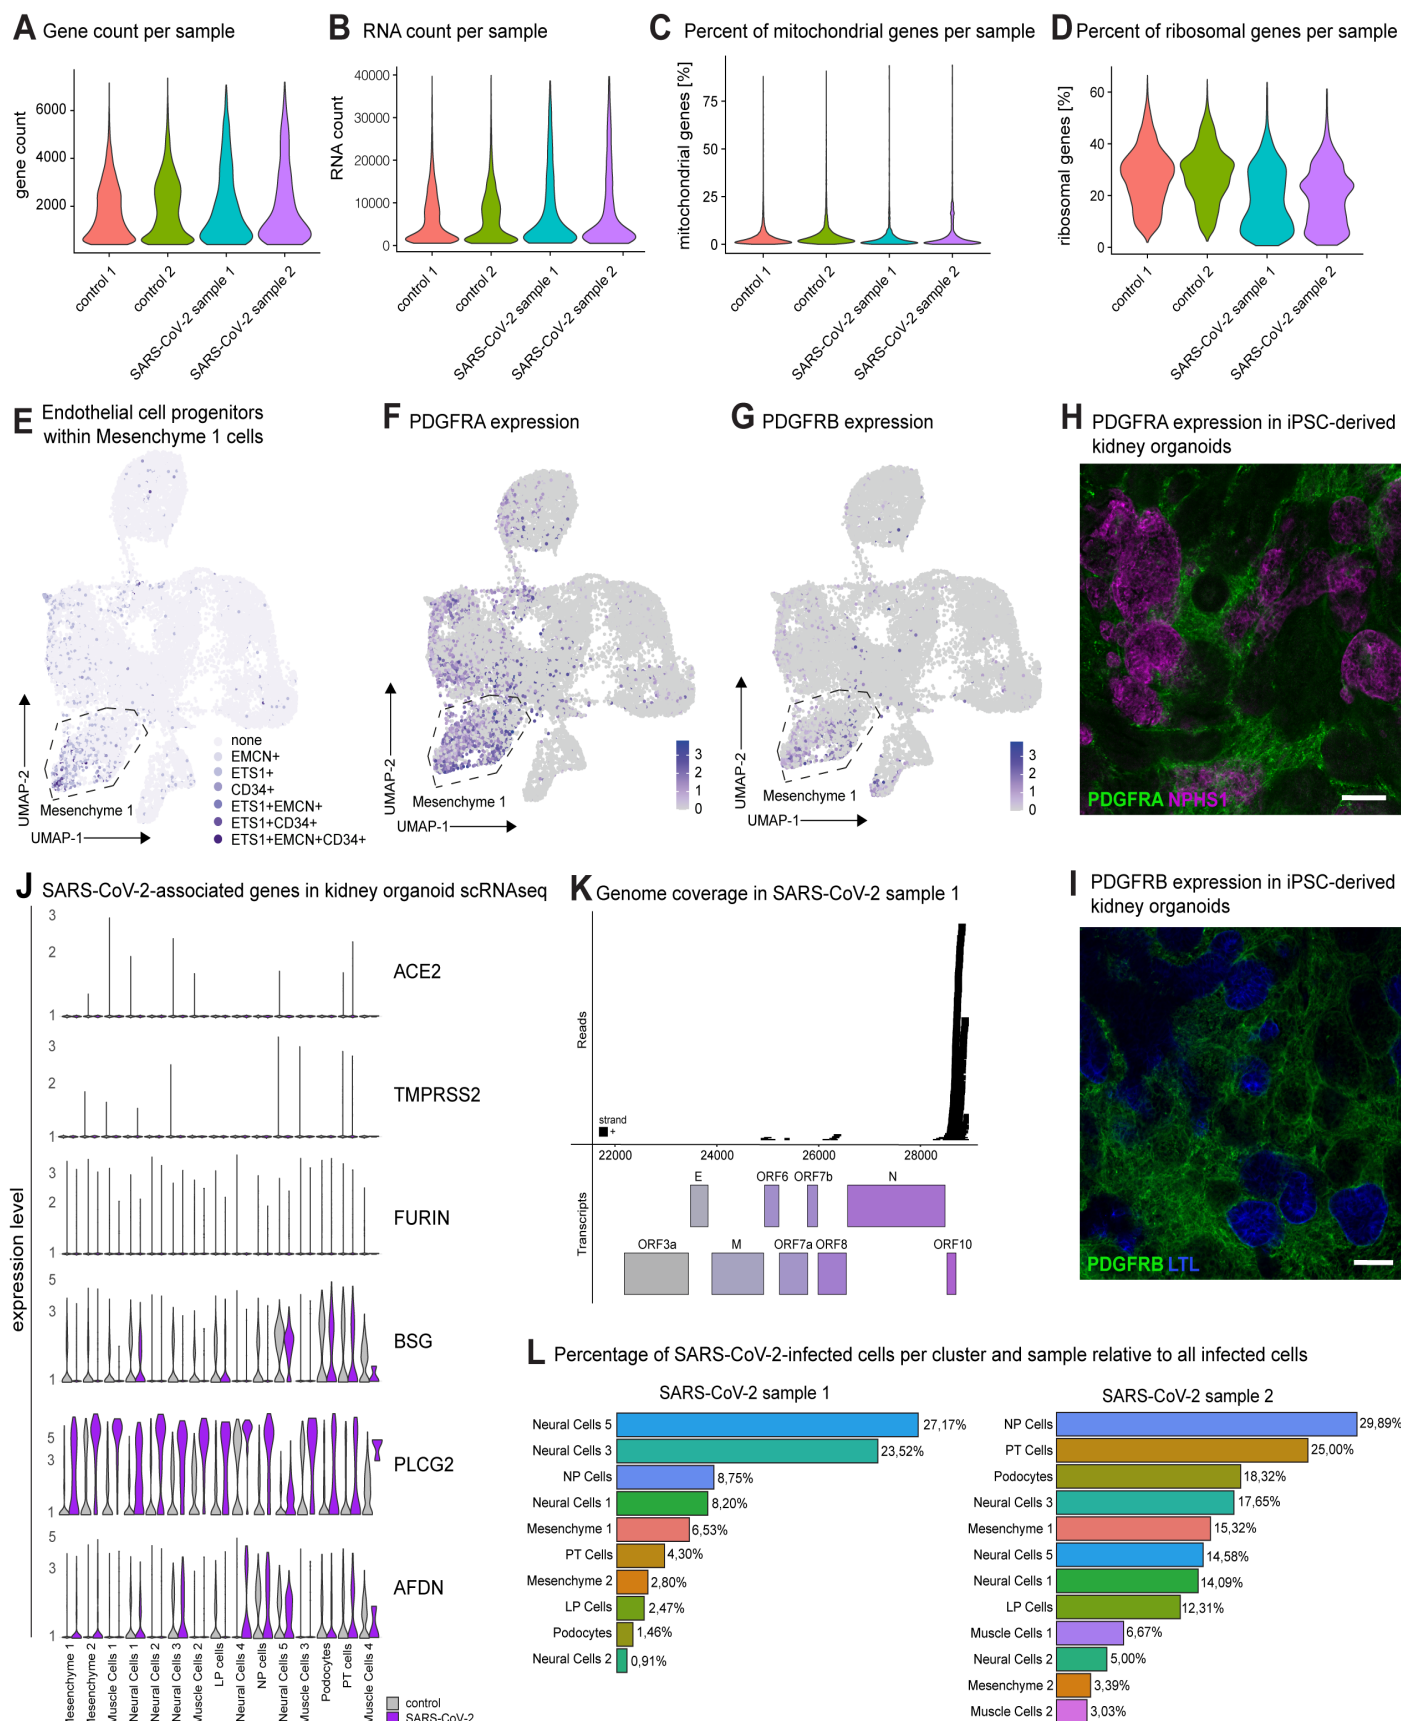 A Gene count per sample
gene count
6000
4000
2000
control 1
control 2
SARS-CoV-2 sample 1
SARS-CoV-2 sample 2
B RNA count per sample
RNA count
40000
30000
20000
10000
0
control 1
control 2
SARS-CoV-2 sample 1
SARS-CoV-2 sample 2
C Percent of mitochondrial genes per sample
mitochondrial genes [%]
75
50
25
0
control 1
control 2
SARS-CoV-2 sample 1
SARS-CoV-2 sample 2
D Percent of ribosomal genes per sample
ribosomal genes [%]
60
40
20
0
control 1
control 2
SARS-CoV-2 sample 1
SARS-CoV-2 sample 2
E Endothelial cell progenitors
within Mesenchyme 1 cells
UMAP-2
UMAP-1
Mesenchyme 1
none
EMCN+
ETS1+
CD34+
ETS1+EMCN+
ETS1+CD34+
ETS1+EMCN+CD34+
F PDGFRA expression
UMAP-2
UMAP-1
Mesenchyme 1
3
2
1
0
G PDGFRB expression
UMAP-2
UMAP-1
Mesenchyme 1
3
2
1
0
H PDGFRA expression in iPSC-derived
kidney organoids
PDGFRA NPHS1
J SARS-CoV-2-associated genes in kidney organoid scRNAseq
expression level
3
2
1
ACE2
3
2
1
TMPRSS2
3
1
FURIN
5
3
1
BSG
5
3
1
PLCG2
5
3
1
AFDN
Mesenchyme 1
Mesenchyme 2
Muscle Cells 1
Neural Cells 1
Neural Cells 2
Neural Cells 3
Muscle Cells 2
LP cells
Neural Cells 4
NP cells
Neural Cells 5
Muscle Cells 3
Podocytes
PT cells
Muscle Cells 4
control
SARS-CoV-2
K Genome coverage in SARS-CoV-2 sample 1
Reads
strand
+
22000
24000
26000
28000
Transcripts
E
ORF6
ORF7b
N
ORF3a
M
ORF7a
ORF8
ORF10
I PDGFRB expression in iPSC-derived
kidney organoids
PDGFRB LTL
L Percentage of SARS-CoV-2-infected cells per cluster and sample relative to all infected cells
SARS-CoV-2 sample 1
Neural Cells 5 27,17%
Neural Cells 3 23,52%
NP Cells 8,75%
Neural Cells 1 8,20%
Mesenchyme 1 6,53%
PT Cells 4,30%
Mesenchyme 2 2,80%
LP Cells 2,47%
Podocytes 1,46%
Neural Cells 2 0,91%
SARS-CoV-2 sample 2
NP Cells 29,89%
PT Cells 25,00%
Podocytes 18,32%
Neural Cells 3 17,65%
Mesenchyme 1 15,32%
Neural Cells 5 14,58%
Neural Cells 1 14,09%
LP Cells 12,31%
Muscle Cells 1 6,67%
Neural Cells 2 5,00%
Mesenchyme 2 3,39%
Muscle Cells 2 3,03%